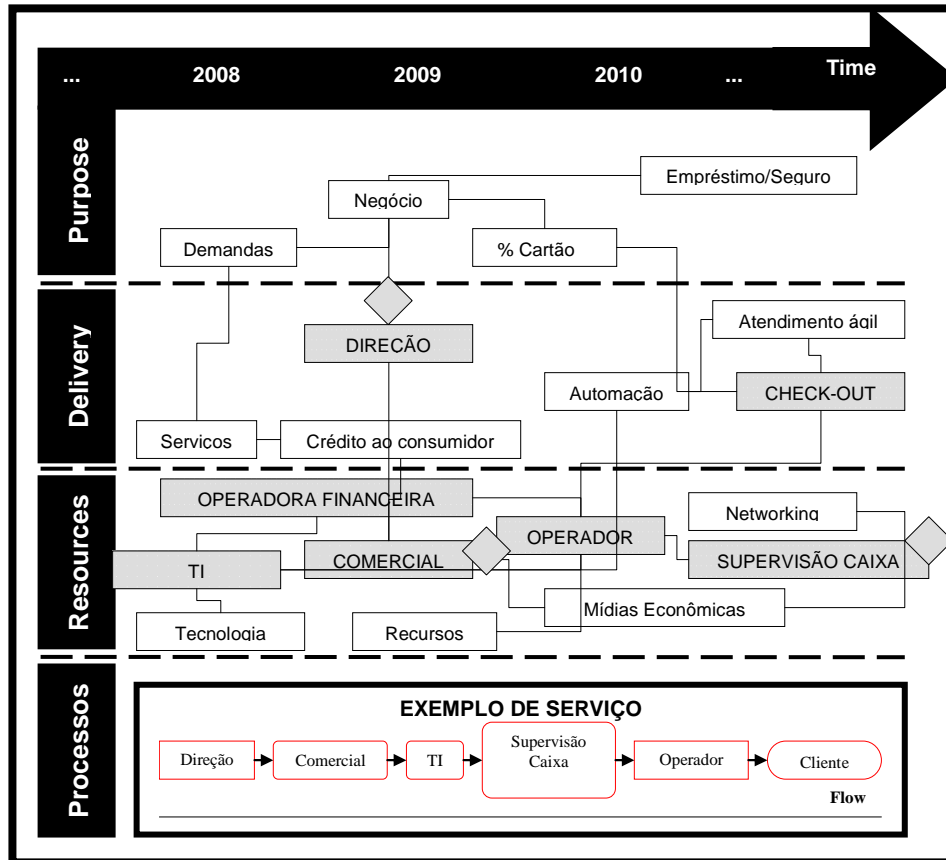 ... 2008 2009 2010 ... Time
Purpose
Empréstimo/Seguro
Negócio
Demandas
% Cartão
Delivery
Atendimento ágil
DIREÇÃO
Automacão
CHECK-OUT
Servicos
Crédito ao consumidor
Resources
OPERADORA FINANCEIRA
Networking
OPERADOR
COMERCIAL
SUPERVISÃO CAIXA
TI
Mídias Econômicas
Tecnologia
Recursos
Processos
EXEMPLO DE SERVIÇO
Direção
Comercial
TI
Supervisão
Caixa
Operador
Cliente
Flow